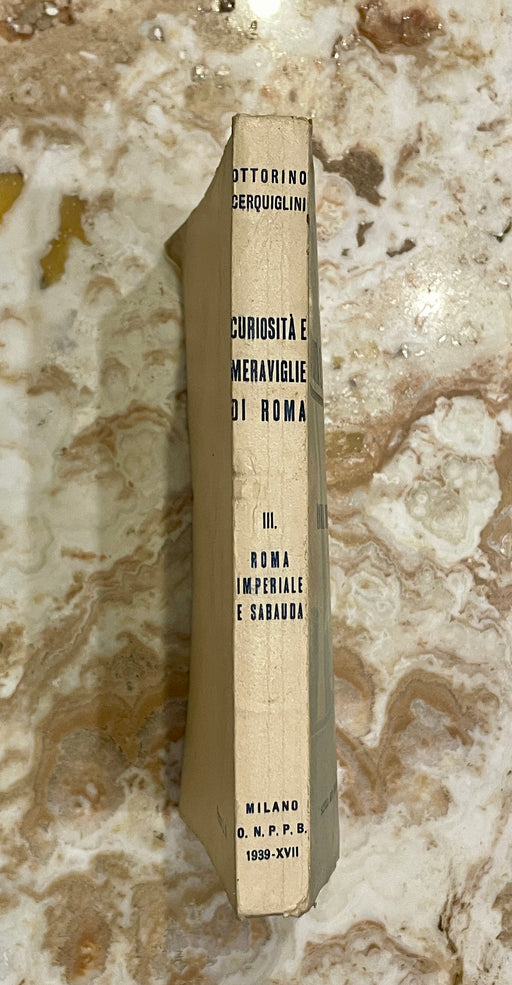 OTTORINO
CERQUIGLINI
CURIOSITÀ E
MERAVIGLIE
DI ROMA
III.
ROMA
IMPERIALE
E SABAUDA
MILANO
O. N. P. P. B.
1939-XVII